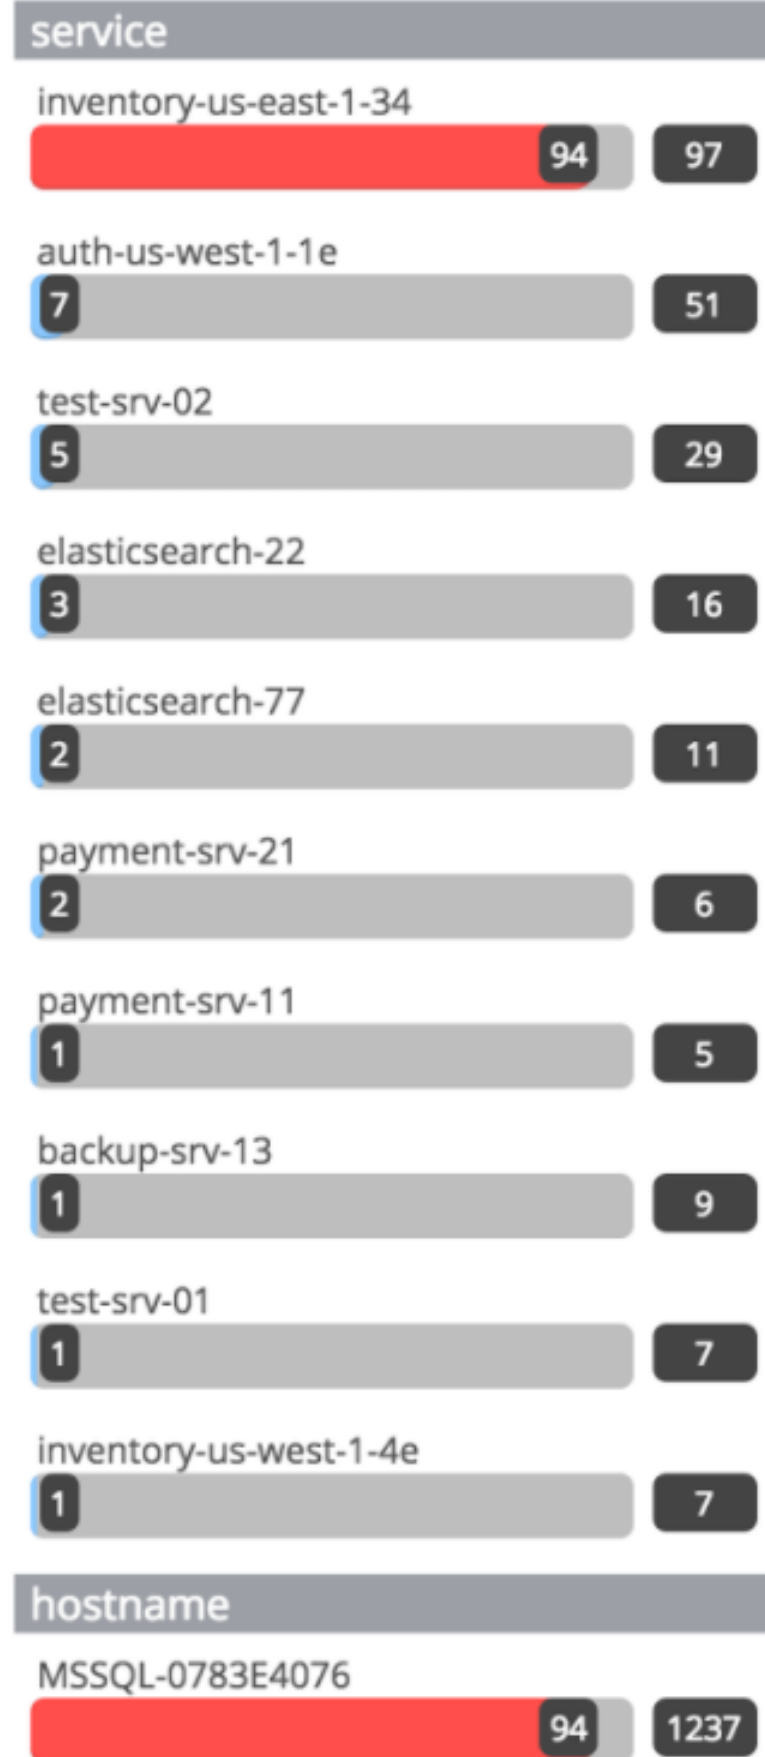 service
inventory-us-east-1-34
94 97
auth-us-west-1-1e
7 51
test-srv-02
5 29
elasticsearch-22
3 16
elasticsearch-77
2 11
payment-srv-21
2 6
payment-srv-11
1 5
backup-srv-13
1 9
test-srv-01
1 7
inventory-us-west-1-4e
1 7
hostname
MSSQL-0783E4076
94 1237